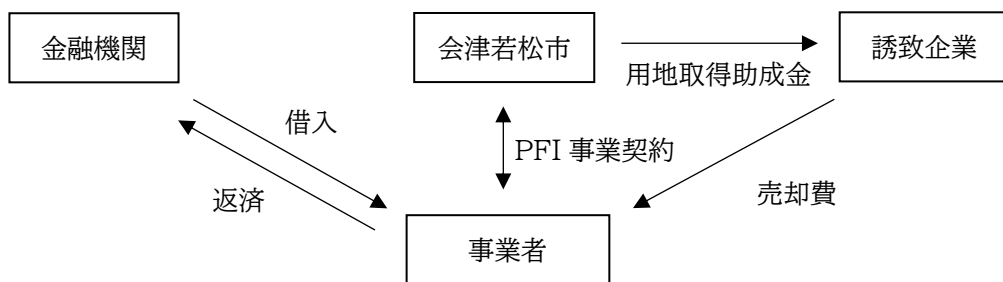 金融機関
会津若松市
誘致企業
用地取得助成金
借入
PFI 事業契約
返済
売却費
事業者